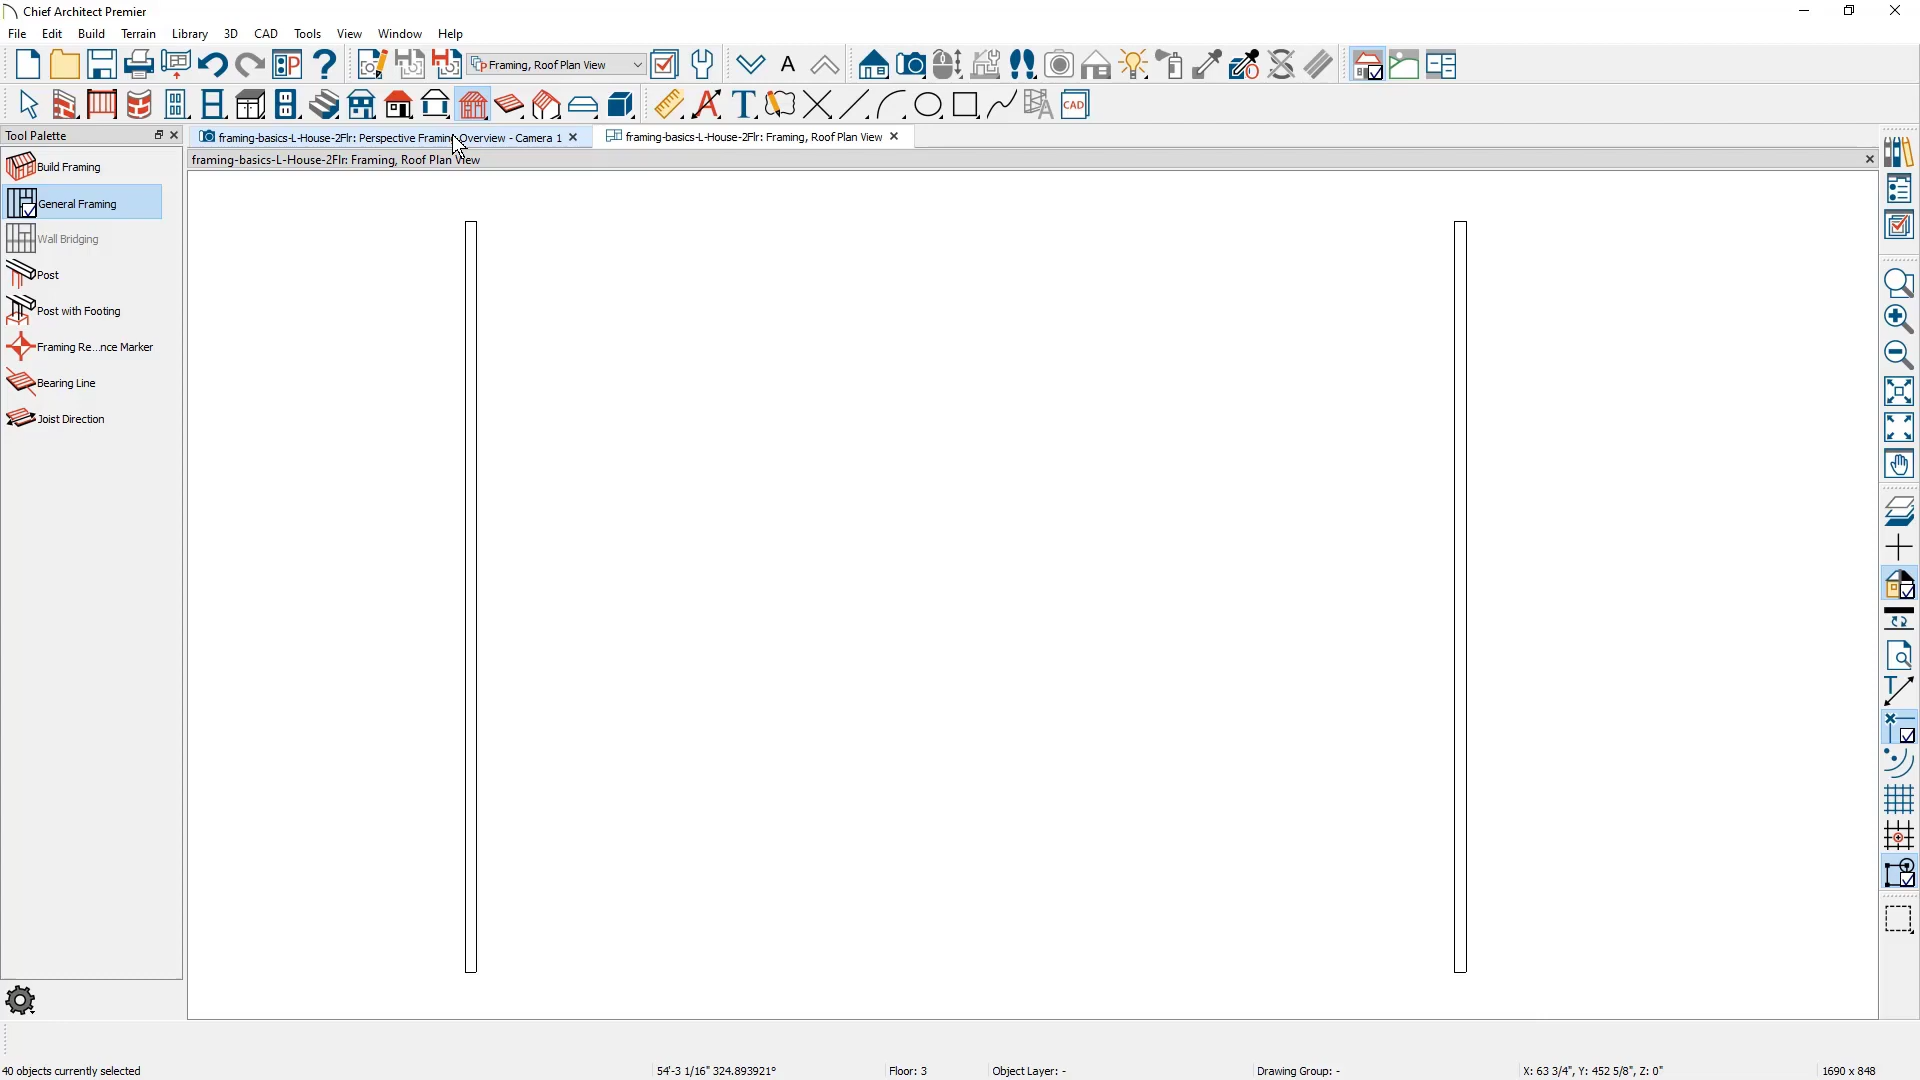 Chief Architect Premier
File Edit Build Terrain Library 3D CAD Tools View Window Help
Framing, Roof Plan View
A
T
CAD
Tool Palette
framing-basics-L-House-2Flr: Perspective Framing Overview - Camera 1
framing-basics-L-House-2Flr: Framing, Roof Plan View
framing-basics-L-House-2Flr: Framing, Roof Plan View
Build Framing
General Framing
Wall Bridging
Post
Post with Footing
Framing Re...nce Marker
Bearing Line
Joist Direction
40 objects currently selected
54'-3 1/16" 324.893921°
Floor: 3
Object Layer: -
Drawing Group: -
X: 63 3/4", Y: 452 5/8", Z: 0"
1690 x 848